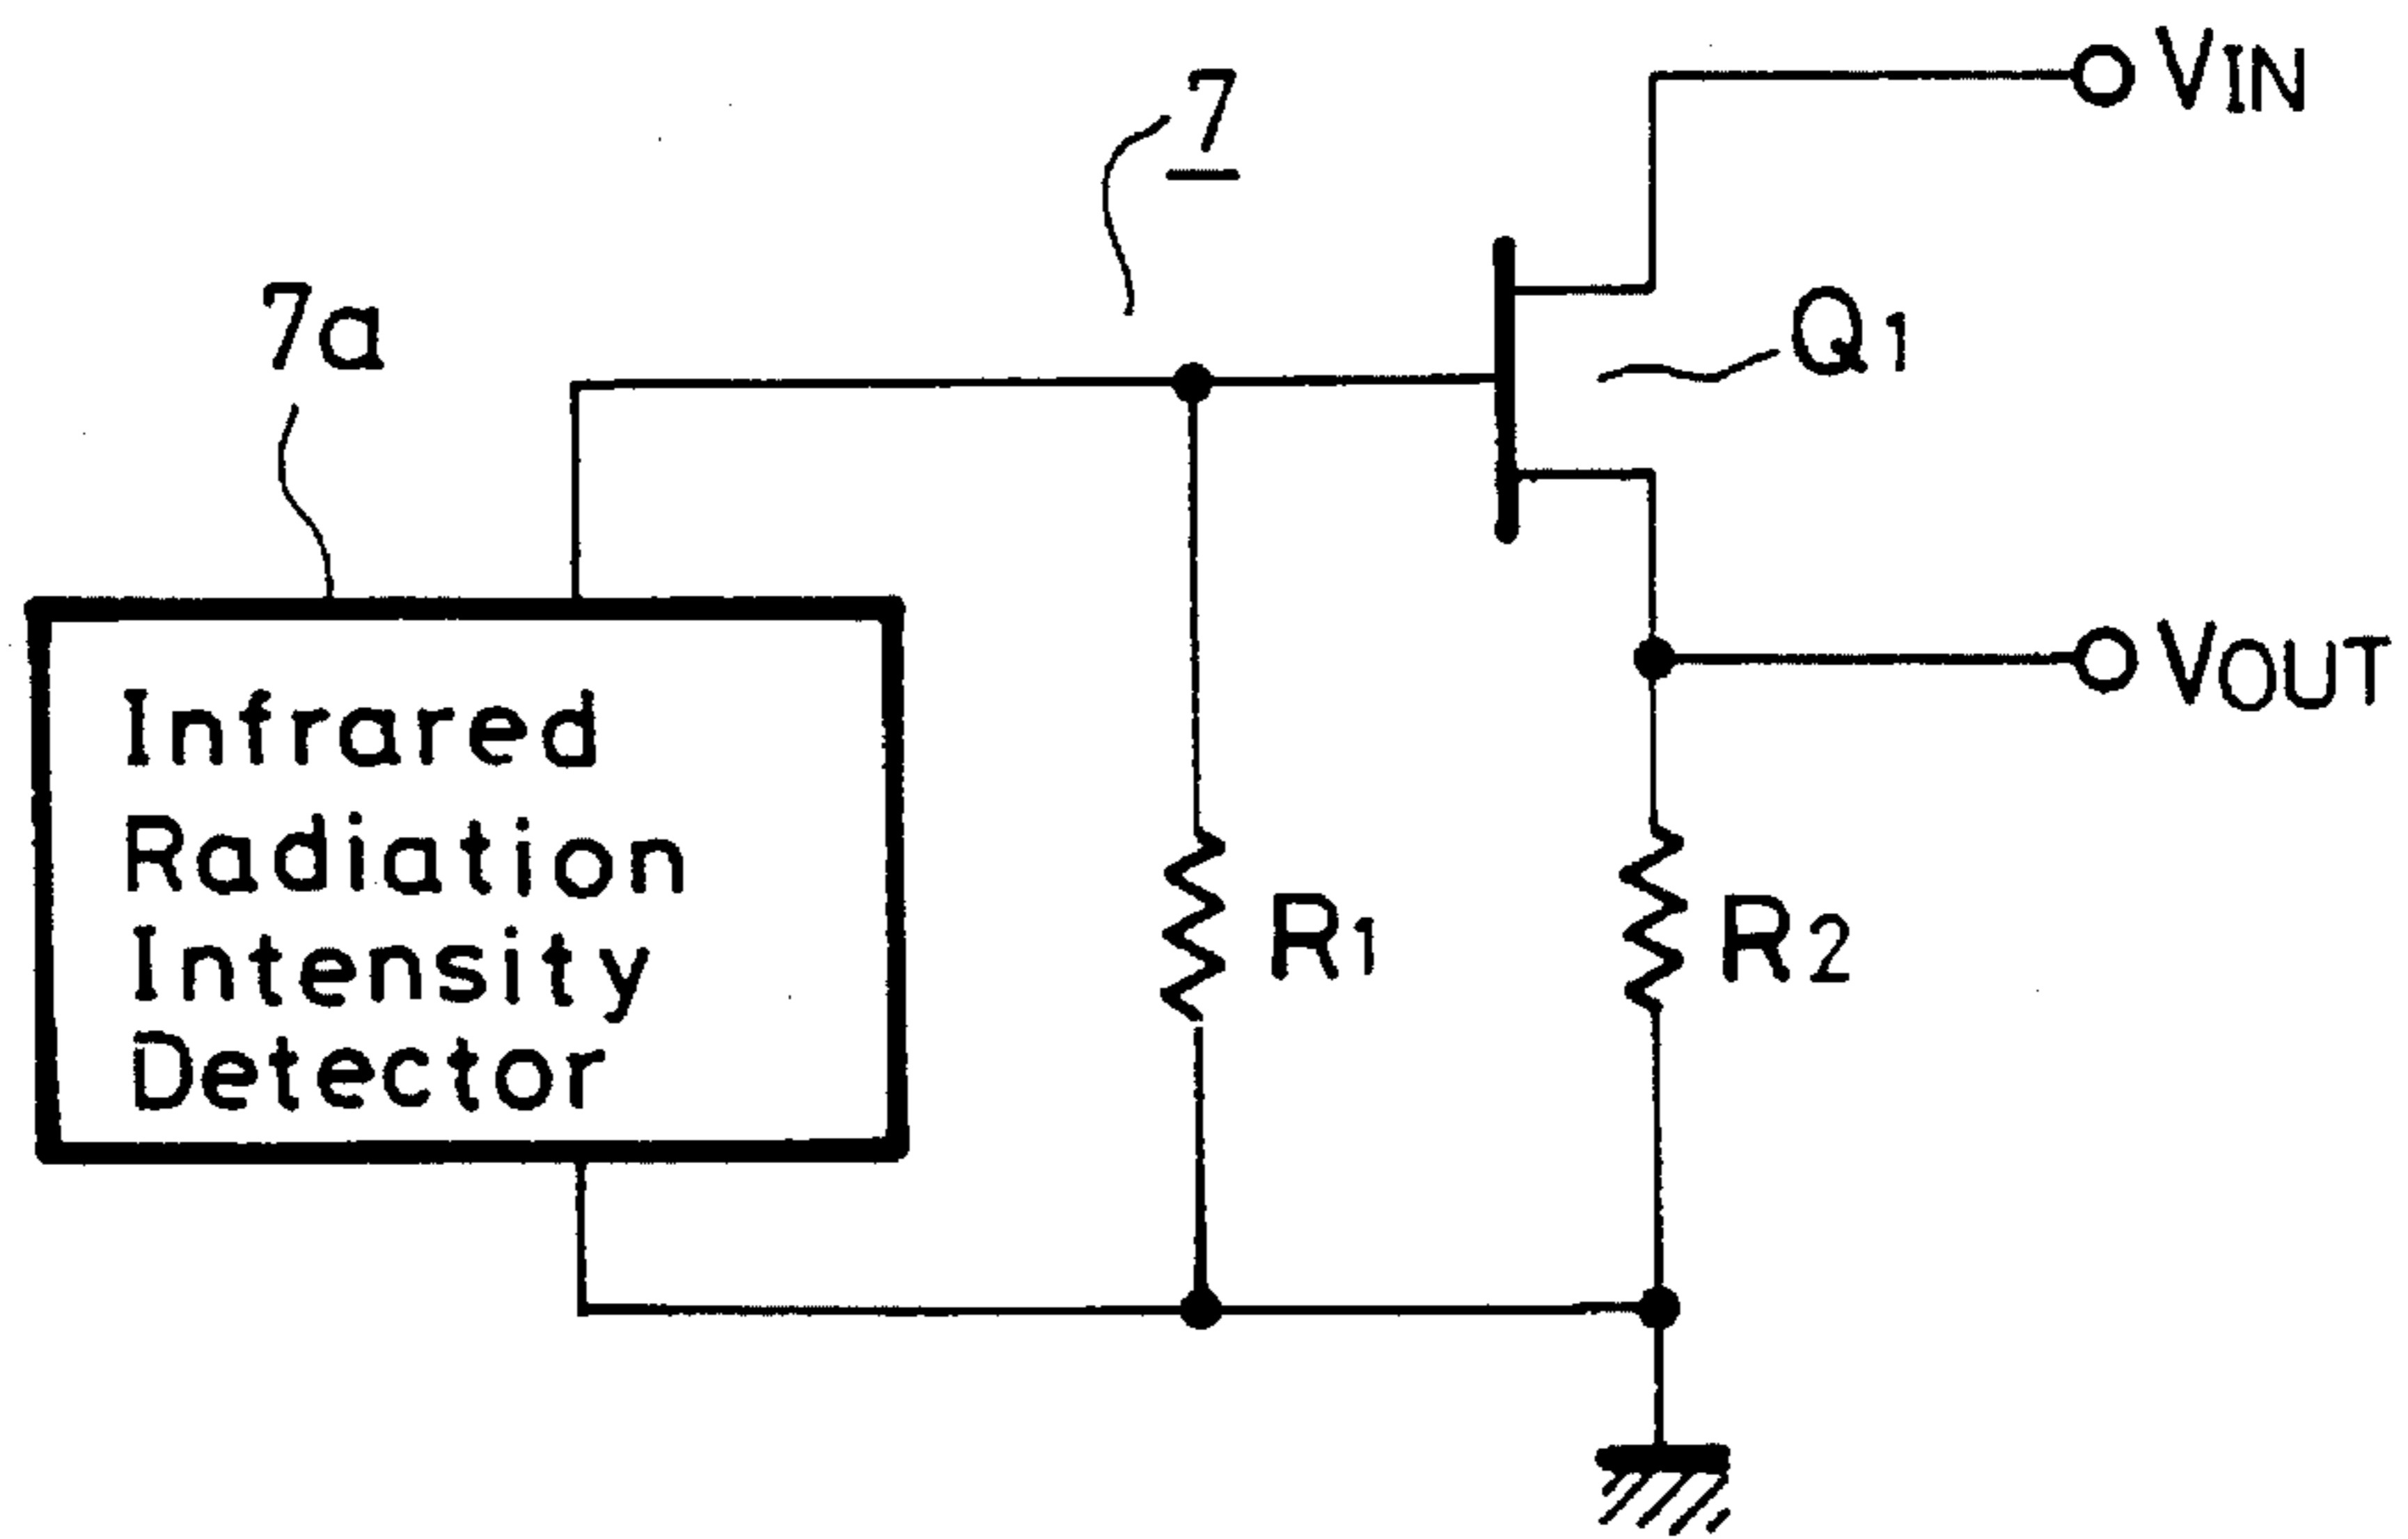 VIN
7
7a
Q1
VOUT
Infrared
Radiation
Intensity
Detector
R1
R2